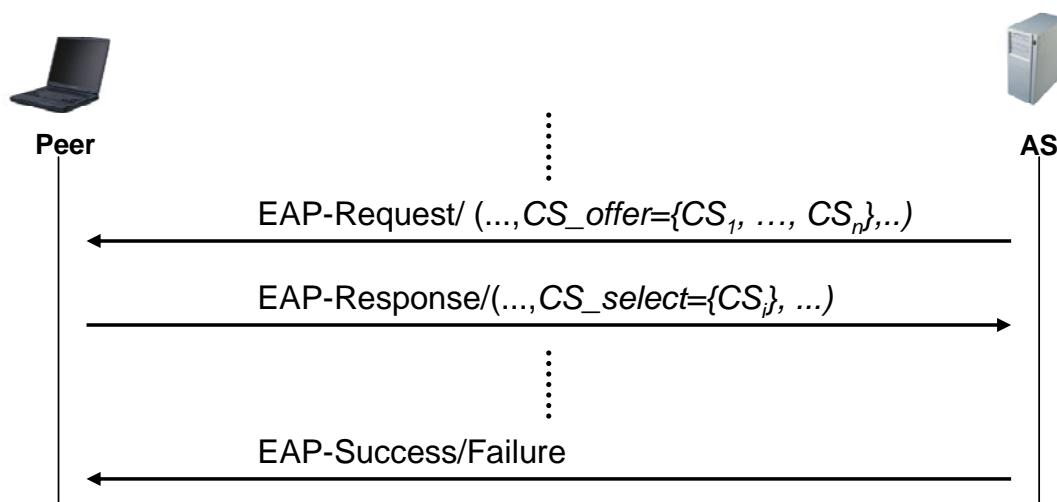 Peer
AS
EAP-Request/ (...,CS_offer={CS₁, …, CSₙ},..)
EAP-Response/(...,CS_select={CSᵢ}, ...)
EAP-Success/Failure